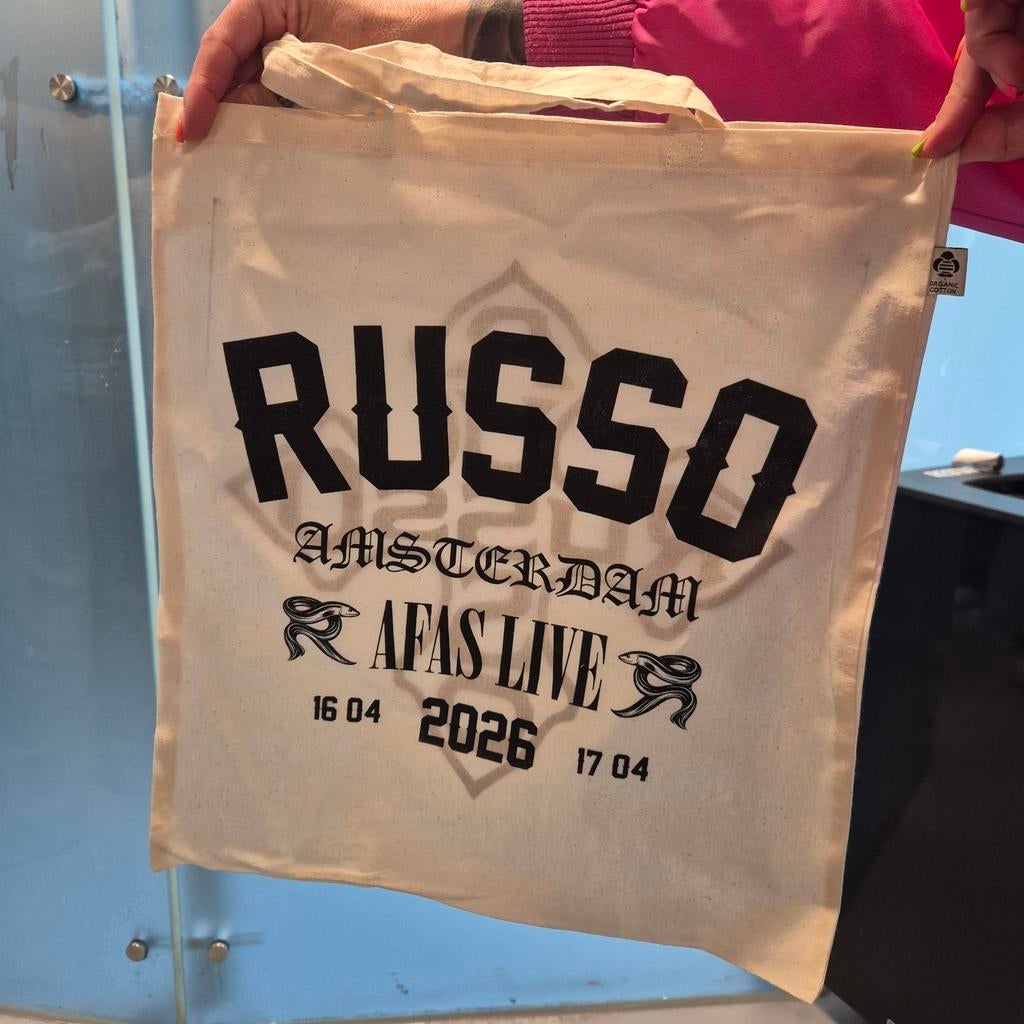 RUSSO
AMSTERDAM
AFAS LIVE
16 04 2026 17 04
ORGANIC
COTTON